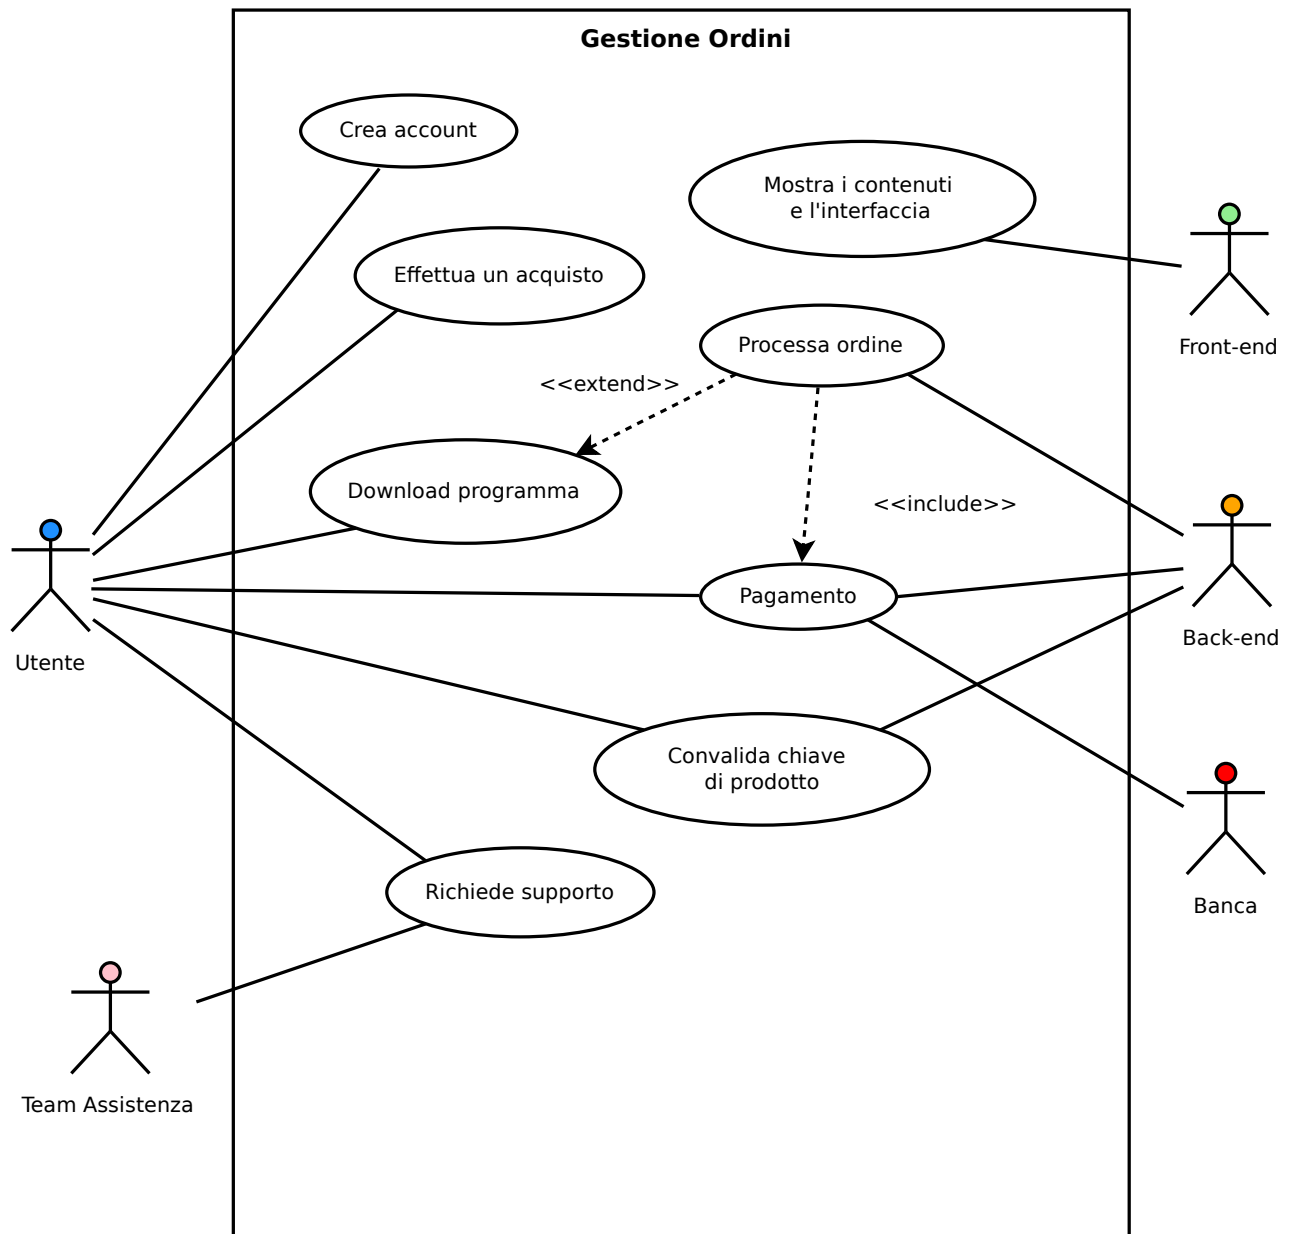 Gestione Ordini
Crea account
Mostra i contenuti
e l'interfaccia
Effettua un acquisto
Processa ordine
Front-end
<<extend>>
Download programma
<<include>>
Pagamento
Utente
Back-end
Convalida chiave
di prodotto
Richiede supporto
Banca
Team Assistenza